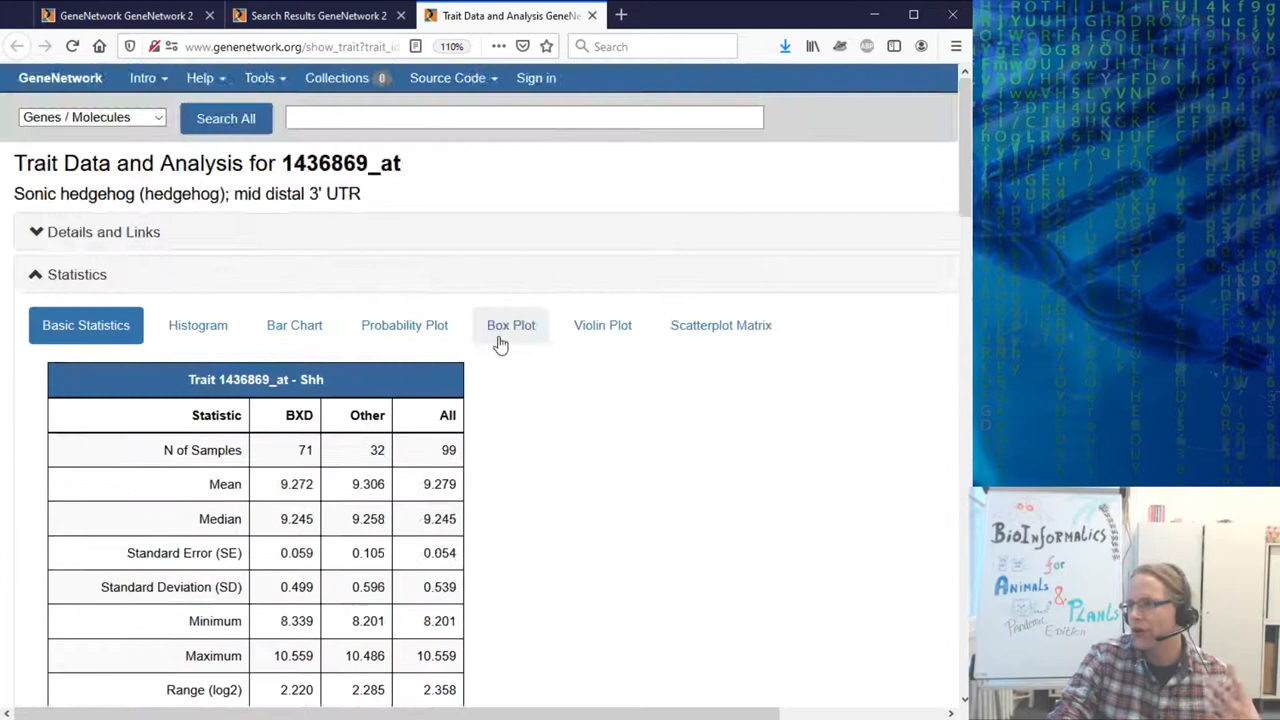 GeneNetwork GeneNetwork 2
Search Results GeneNetwork 2
Trait Data and Analysis GeneNe
www.genenetwork.org/show_trait?trait_id
110%
Search
GeneNetwork
Intro
Help
Tools
Collections 0
Source Code
Sign in
Genes / Molecules
Search All
Trait Data and Analysis for 1436869_at
Sonic hedgehog (hedgehog); mid distal 3' UTR
Details and Links
Statistics
Basic Statistics
Histogram
Bar Chart
Probability Plot
Box Plot
Violin Plot
Scatterplot Matrix
Trait 1436869_at - Shh
Statistic BXD Other All
N of Samples 71 32 99
Mean 9.272 9.306 9.279
Median 9.245 9.258 9.245
Standard Error (SE) 0.059 0.105 0.054
Standard Deviation (SD) 0.499 0.596 0.539
Minimum 8.339 8.201 8.201
Maximum 10.559 10.486 10.559
Range (log2) 2.220 2.285 2.358
BioInformatics
for
Animals
&
Plants
Pandemic
Edition